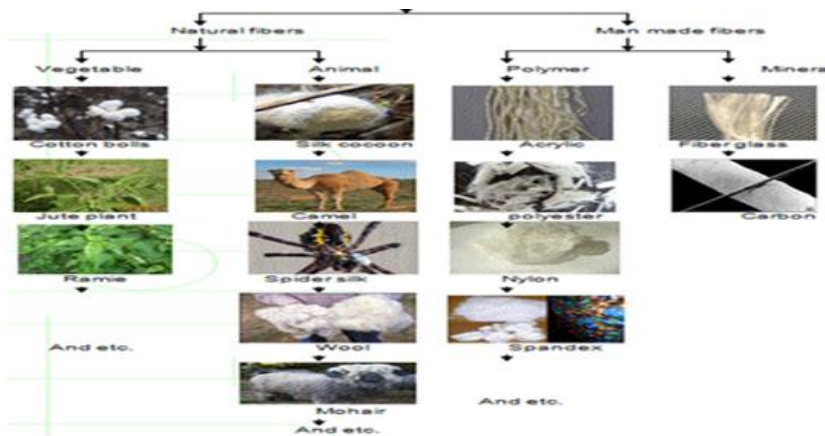 Natural fibers
Man made fibers
Vegetable
Animal
Polymer
Minera
Cotton bolls
Silk cocoon
Acrylic
Fiberglass
Jute plant
Camel
polyester
Carbon
Ramie
Spider silk
Nylon
And etc.
Wool
Spandex
Mohair
And etc.
And etc.